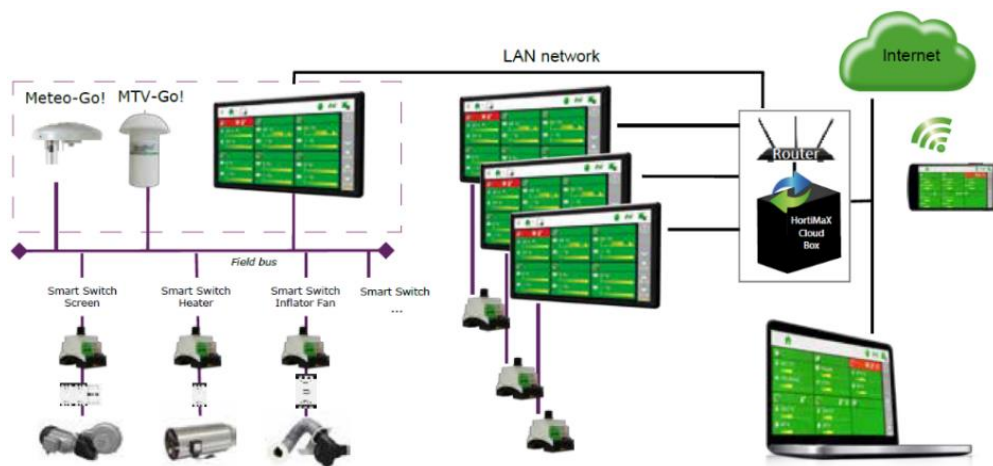 LAN network
Internet
Meteo-Go!
MTV-Go!
Router
HortiMaX
Cloud
Box
Field bus
Smart Switch
Screen
Smart Switch
Heater
Smart Switch
Inflator Fan
Smart Switch
...